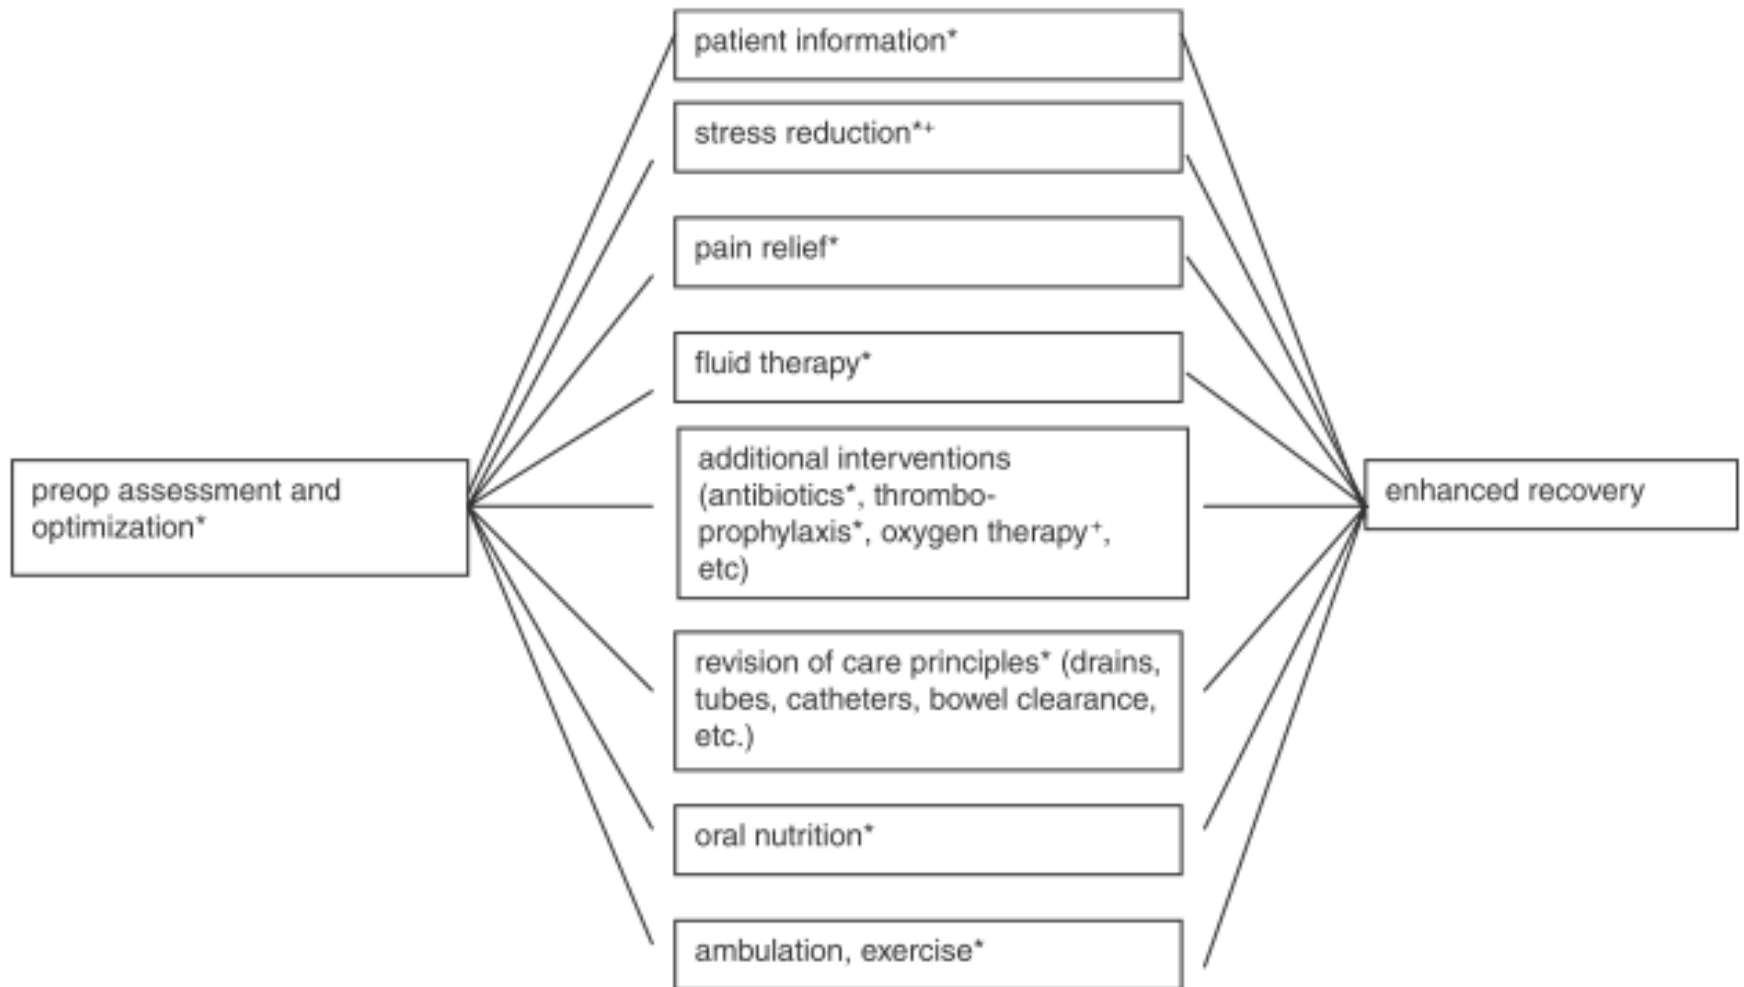 patient information*
stress reduction*+
pain relief*
fluid therapy*
additional interventions
(antibiotics*, thrombo-
prophylaxis*, oxygen therapy+,
etc)
preop assessment and
optimization*
enhanced recovery
revision of care principles* (drains,
tubes, catheters, bowel clearance,
etc.)
oral nutrition*
ambulation, exercise*